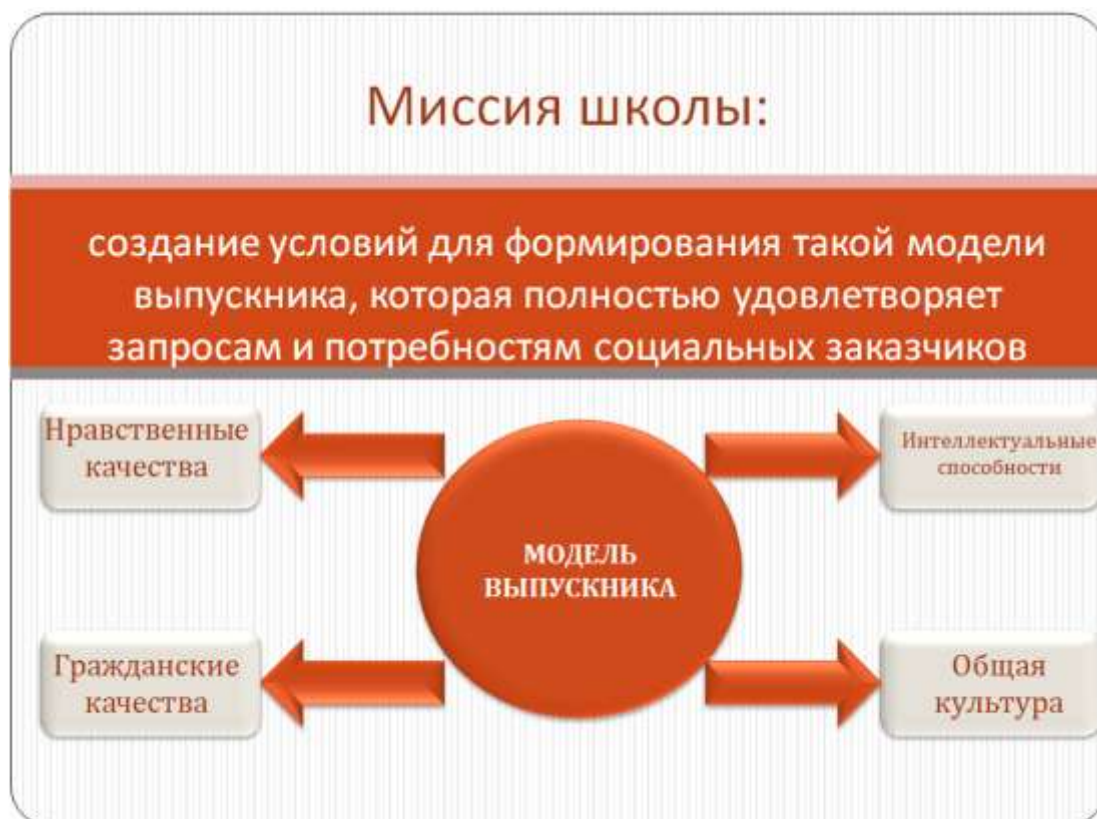 Миссия школы:
создание условий для формирования такой модели
выпускника, которая полностью удовлетворяет
запросам и потребностям социальных заказчиков
Нравственные
качества
Интеллектуальные
способности
МОДЕЛЬ
ВЫПУСКНИКА
Гражданские
качества
Общая
культура